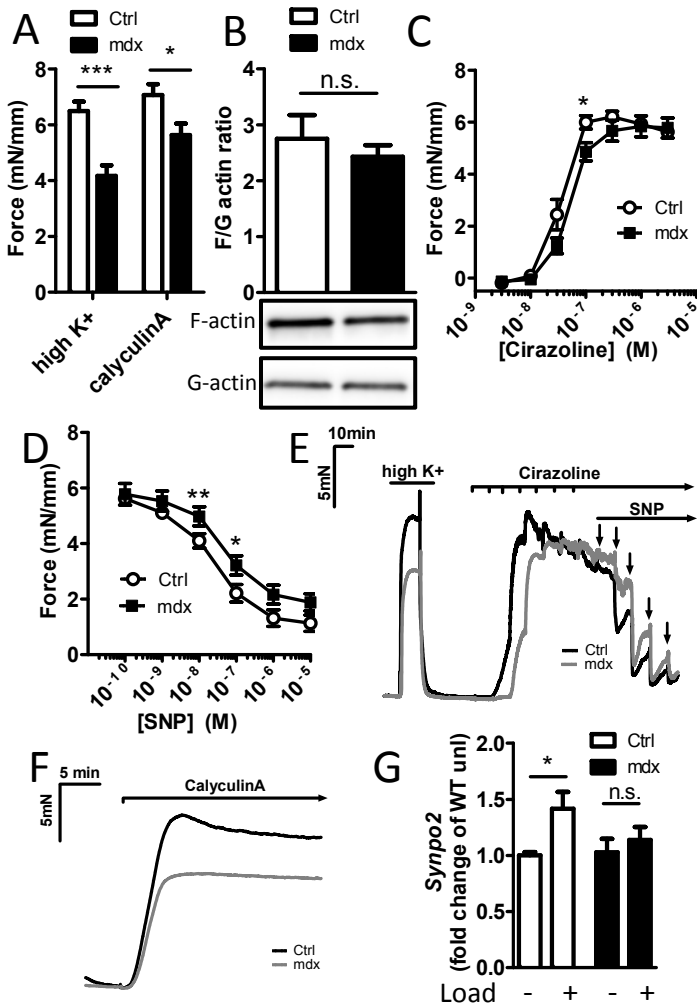 A
Ctrl
mdx
***
*
Force (mN/mm)
8
6
4
2
0
high K+
calyculinA
B
Ctrl
mdx
n.s.
F/G actin ratio
4
3
2
1
0
F-actin
G-actin
C
*
Force (mN/mm)
8
6
4
2
0
Ctrl
mdx
10⁻⁹
10⁻⁸
10⁻⁷
10⁻⁶
10⁻⁵
[Cirazoline] (M)
D
**
*
Force (mN/mm)
8
6
4
2
0
Ctrl
mdx
10⁻¹⁰
10⁻⁹
10⁻⁸
10⁻⁷
10⁻⁶
10⁻⁵
[SNP] (M)
E
10min
5mN
high K+
Cirazoline
SNP
Ctrl
mdx
F
5 min
5mN
CalyculinA
Ctrl
mdx
G
Ctrl
mdx
*
n.s.
Synpo2
(fold change of WT unl)
2.0
1.5
1.0
0.5
0.0
Load - + - +